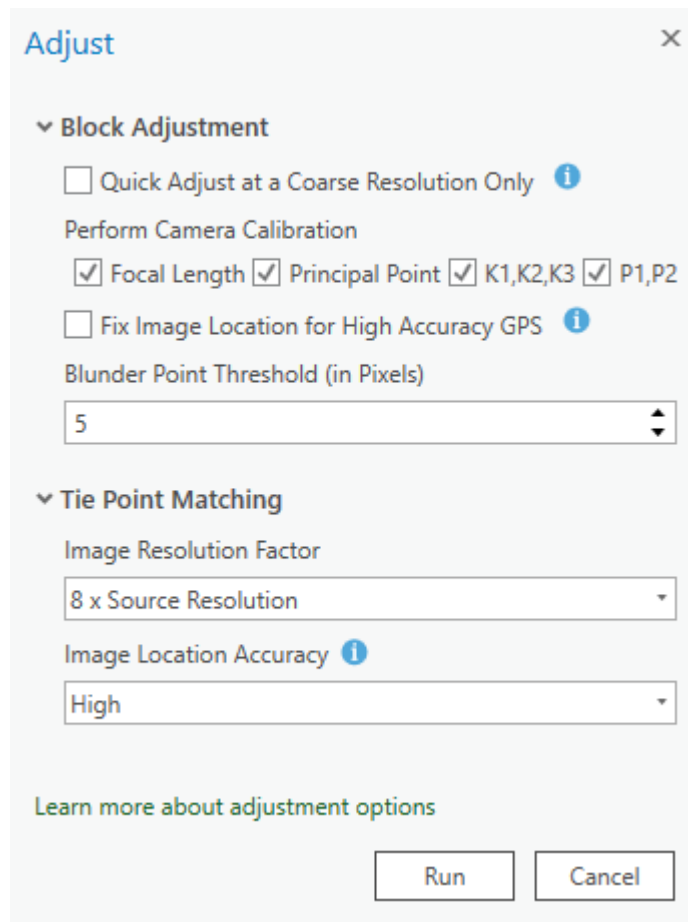 Adjust
Block Adjustment
Quick Adjust at a Coarse Resolution Only
Perform Camera Calibration
Focal Length Principal Point K1,K2,K3 P1,P2
Fix Image Location for High Accuracy GPS
Blunder Point Threshold (in Pixels)
5
Tie Point Matching
Image Resolution Factor
8 x Source Resolution
Image Location Accuracy
High
Learn more about adjustment options
Run Cancel